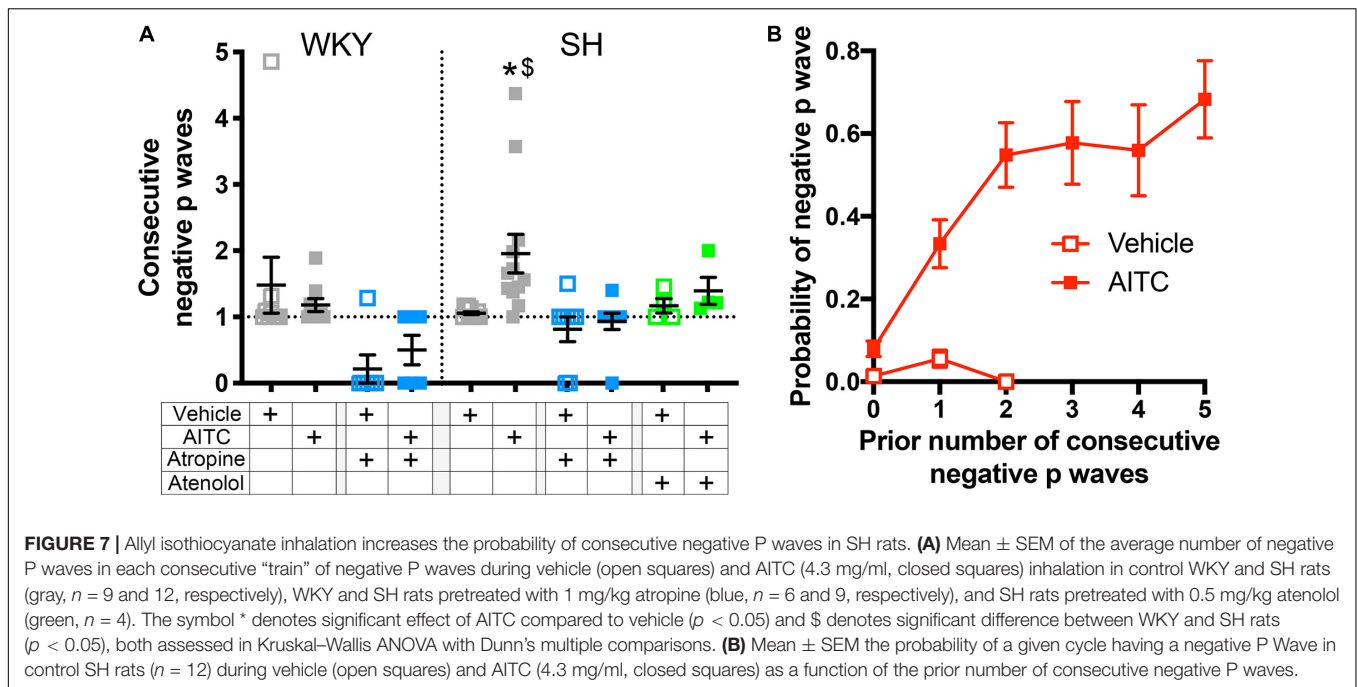 A
WKY
SH
* $
5
4
3
2
1
0
Consecutive
negative p waves
Vehicle + + + + +
AITC + + + + +
Atropine + + + +
Atenolol + +
B
0.8
0.6
0.4
0.2
0.0
Probability of negative p wave
Vehicle
AITC
0 1 2 3 4 5
Prior number of consecutive
negative p waves
FIGURE 7 | Allyl isothiocyanate inhalation increases the probability of consecutive negative P waves in SH rats. (A) Mean ± SEM of the average number of negative
P waves in each consecutive “train” of negative P waves during vehicle (open squares) and AITC (4.3 mg/ml, closed squares) inhalation in control WKY and SH rats
(gray, n = 9 and 12, respectively), WKY and SH rats pretreated with 1 mg/kg atropine (blue, n = 6 and 9, respectively), and SH rats pretreated with 0.5 mg/kg atenolol
(green, n = 4). The symbol * denotes significant effect of AITC compared to vehicle (p < 0.05) and $ denotes significant difference between WKY and SH rats
(p < 0.05), both assessed in Kruskal–Wallis ANOVA with Dunn’s multiple comparisons. (B) Mean ± SEM the probability of a given cycle having a negative P Wave in
control SH rats (n = 12) during vehicle (open squares) and AITC (4.3 mg/ml, closed squares) as a function of the prior number of consecutive negative P waves.